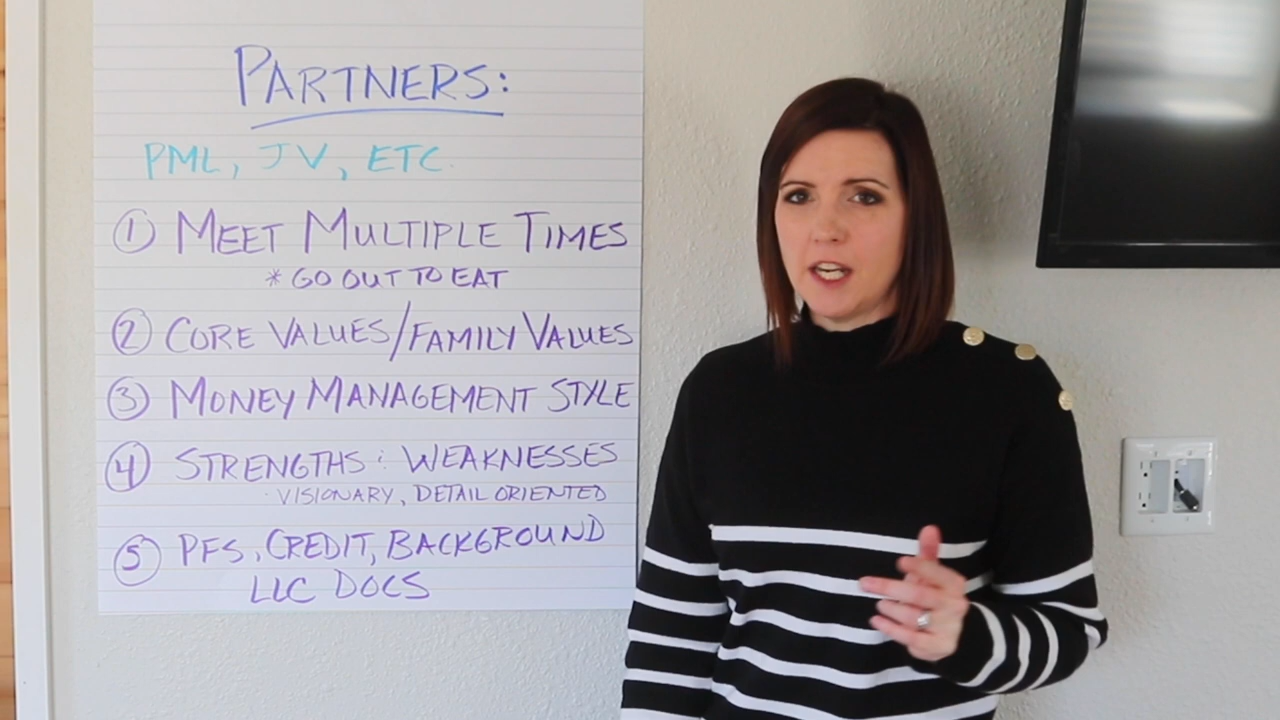 PARTNERS:
PML, JV, ETC.
① MEET MULTIPLE TIMES
* GO OUT TO EAT
② CORE VALUES/FAMILY VALUES
③ MONEY MANAGEMENT STYLE
④ STRENGTHS : WEAKNESSES
· VISIONARY, DETAIL ORIENTED
⑤ PFS, CREDIT, BACKGROUND
LLC DOCS